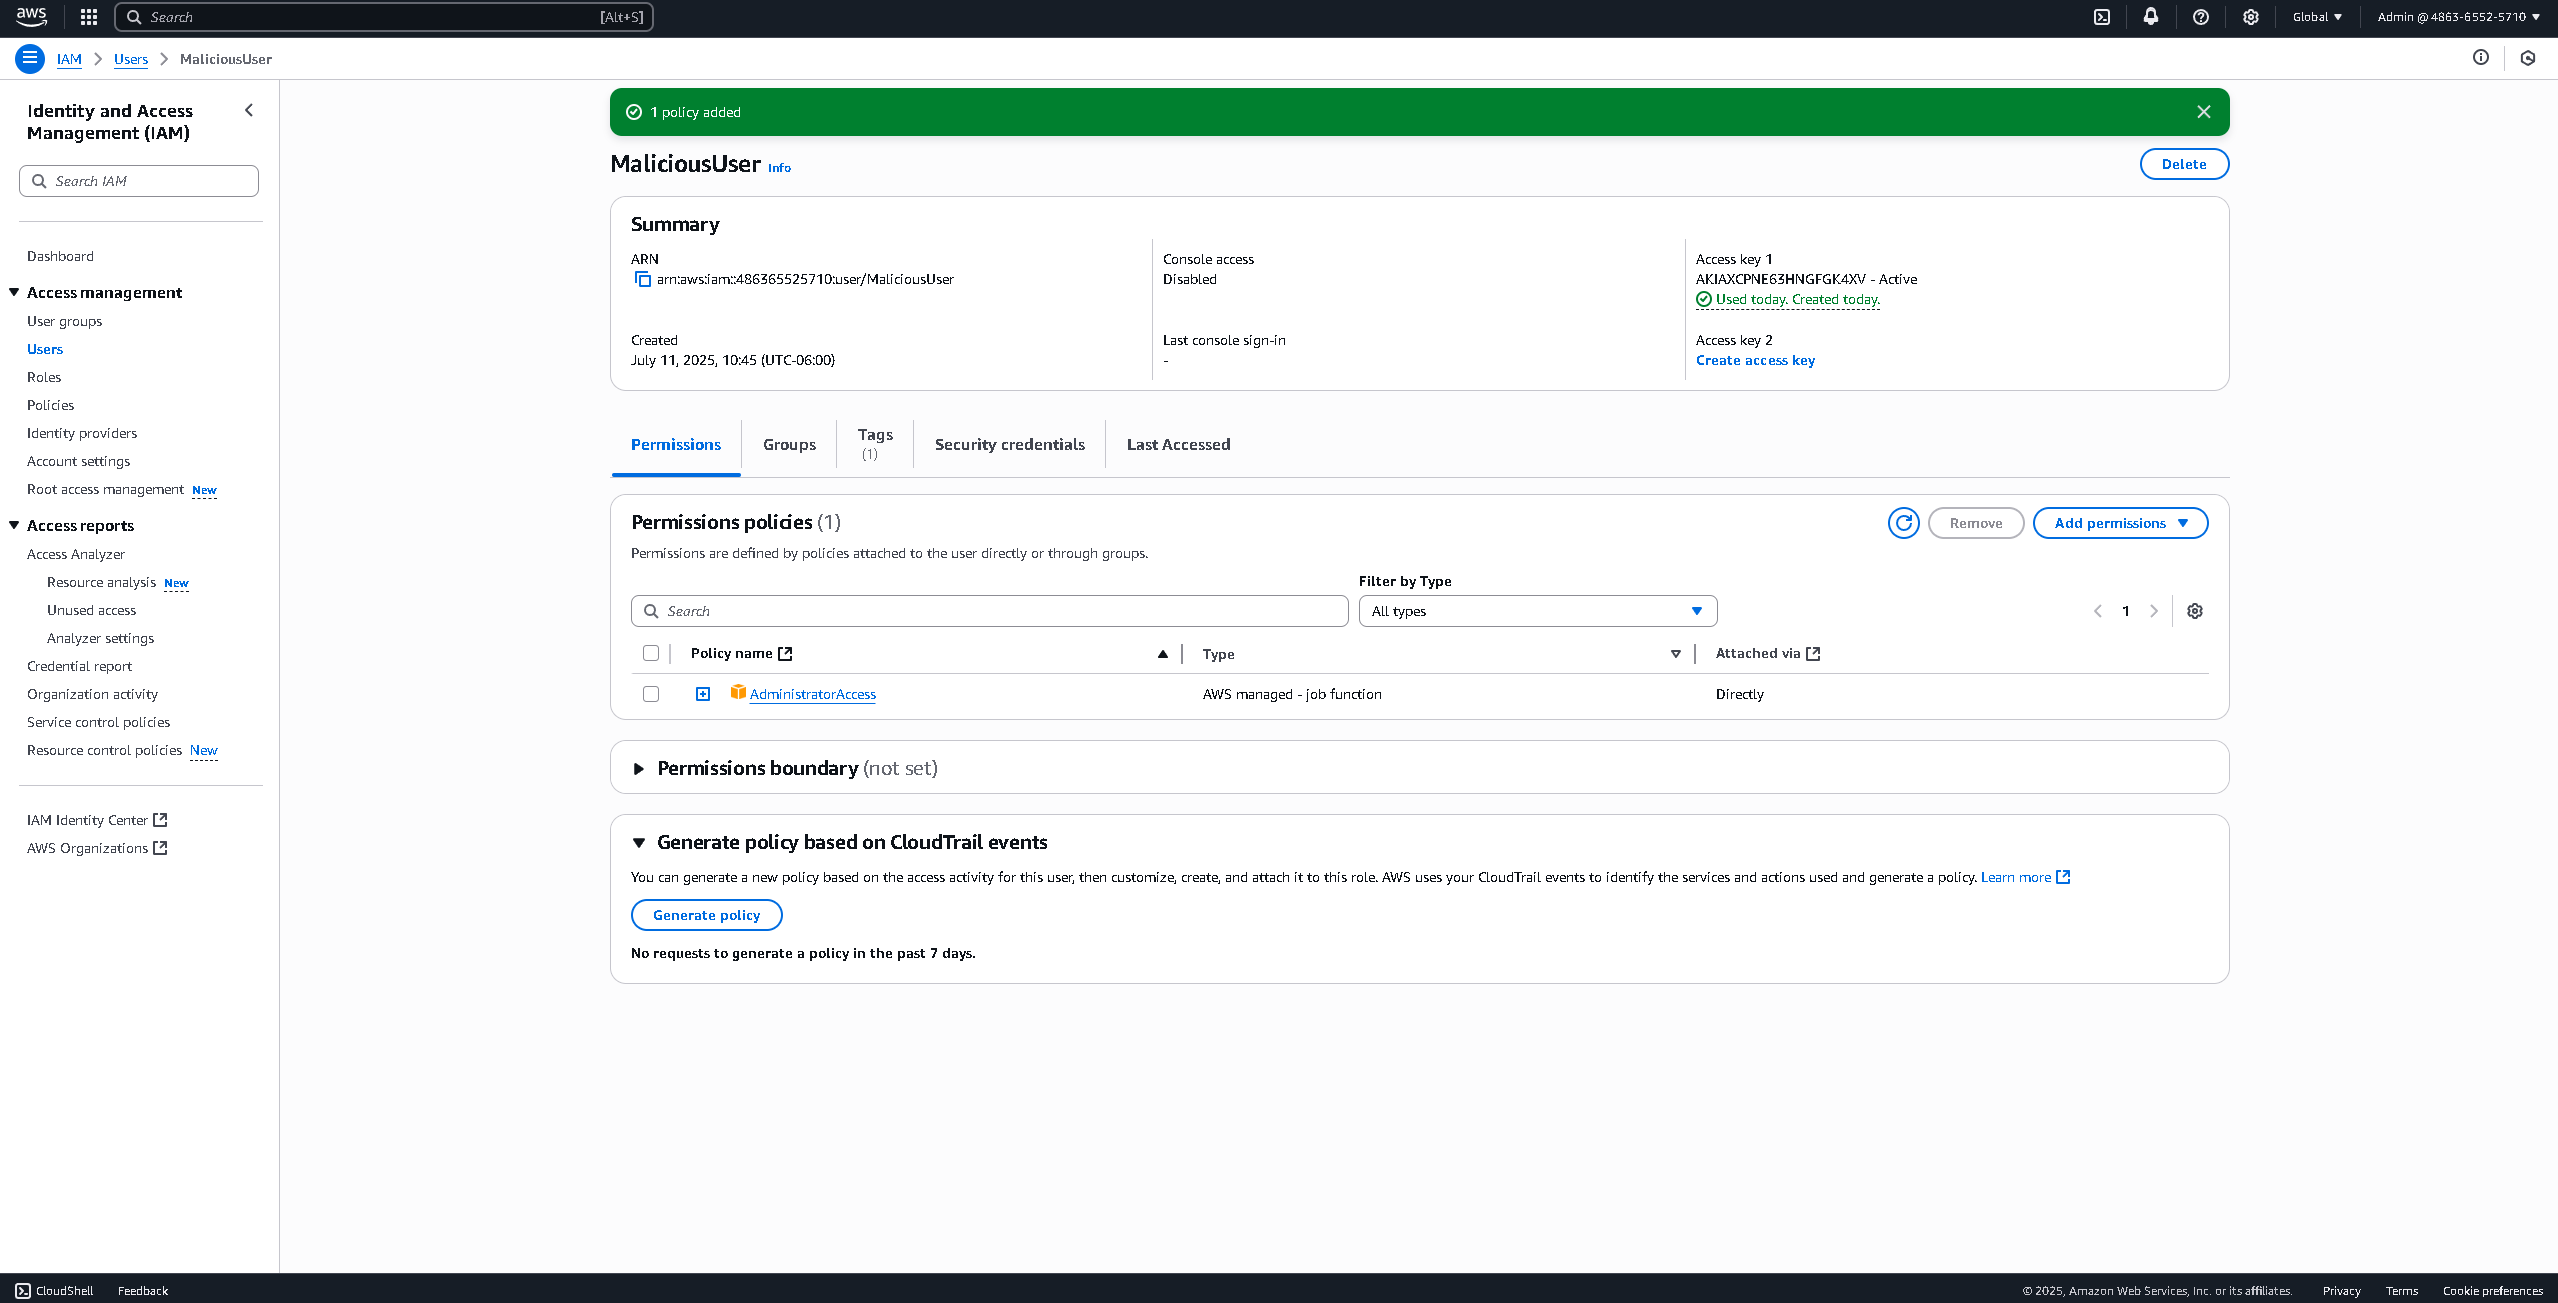 aws
Search [Alt+S] Global Admin @ 4863-6552-5710
IAM Users MaliciousUser
Identity and Access
Management (IAM)
Search IAM
Dashboard
Access management
User groups
Users
Roles
Policies
Identity providers
Account settings
Root access management New
Access reports
Access Analyzer
Resource analysis New
Unused access
Analyzer settings
Credential report
Organization activity
Service control policies
Resource control policies New
IAM Identity Center
AWS Organizations
1 policy added
MaliciousUser Info
Delete
Summary
ARN
arn:aws:iam::486365525710:user/MaliciousUser
Created
July 11, 2025, 10:45 (UTC-06:00)
Console access
Disabled
Last console sign-in
-
Access key 1
AKIAXCPNE63HNGFGK4XV - Active
Used today. Created today.
Access key 2
Create access key
Permissions
Groups
Tags
(1)
Security credentials
Last Accessed
Permissions policies (1)
Remove
Add permissions
Permissions are defined by policies attached to the user directly or through groups.
Filter by Type
Search
All types
1
Policy name Type Attached via
AdministratorAccess AWS managed - job function Directly
Permissions boundary (not set)
Generate policy based on CloudTrail events
You can generate a new policy based on the access activity for this user, then customize, create, and attach it to this role. AWS uses your CloudTrail events to identify the services and actions used and generate a policy. Learn more
Generate policy
No requests to generate a policy in the past 7 days.
CloudShell Feedback © 2025, Amazon Web Services, Inc. or its affiliates. Privacy Terms Cookie preferences